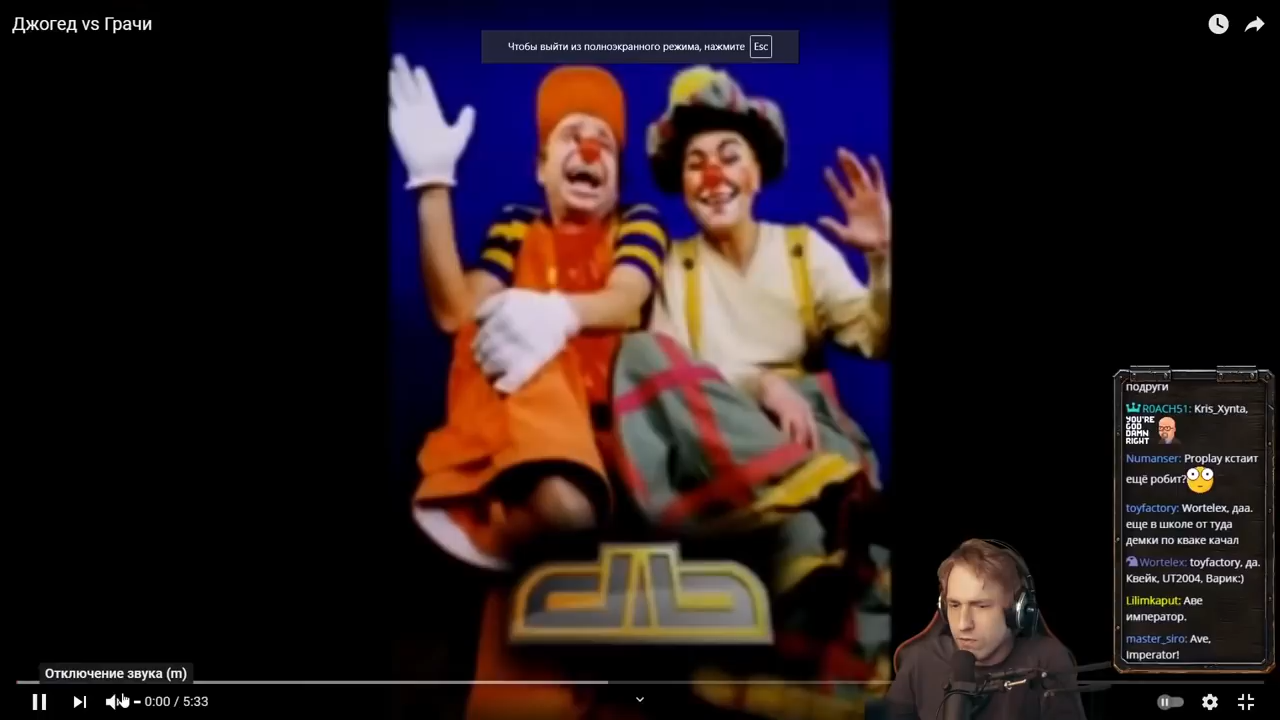 Джогед vs Грачи
Чтобы выйти из полноэкранного режима, нажмите Esc
подруги
R0ACH51: Kris_Xynta,
YOU'RE
GOD
DAMN
RIGHT
Numanser: Proplay кстаит
ещё робит?
toyfactory: Wortelex, даа.
еще в школе от туда
демки по кваке качал
Wortelex: toyfactory, да.
Квейк, UT2004, Варик:)
Lilimkaput: Аве
император.
master_siro: Ave,
Imperator!
Отключение звука (m)
0:00 / 5:33